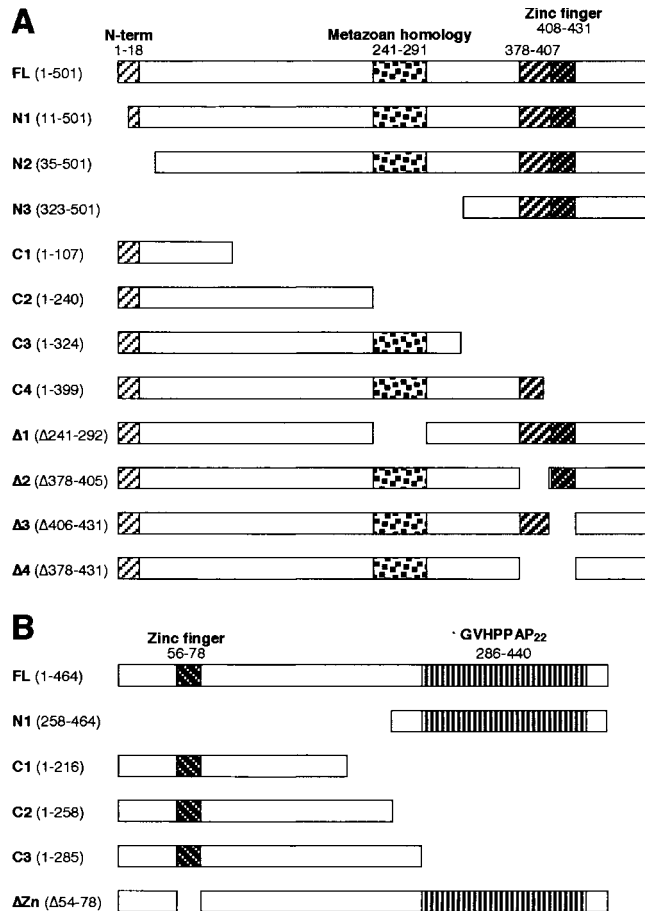 A
Zinc finger
408-431
N-term
1-18
Metazoan homology
241-291
378-407
FL (1-501)
N1 (11-501)
N2 (35-501)
N3 (323-501)
C1 (1-107)
C2 (1-240)
C3 (1-324)
C4 (1-399)
Δ1 (Δ241-292)
Δ2 (Δ378-405)
Δ3 (Δ406-431)
Δ4 (Δ378-431)
B
Zinc finger
56-78
GVHPPAP22
286-440
FL (1-464)
N1 (258-464)
C1 (1-216)
C2 (1-258)
C3 (1-285)
ΔZn (Δ54-78)